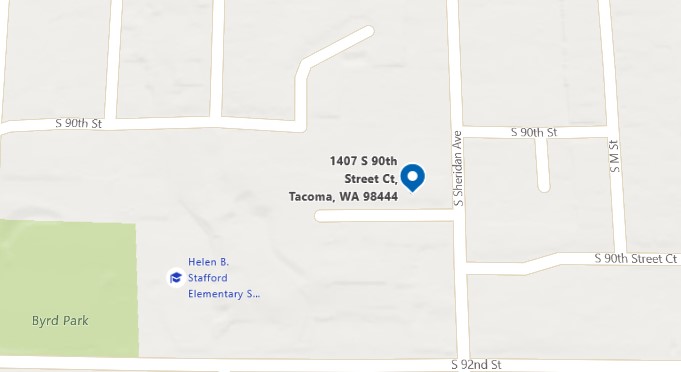 S 90th St
S 90th St
1407 S 90th
Street Ct,
Tacoma, WA 98444
S Sheridan Ave
S M St
Helen B.
Stafford
Elementary S...
S 90th Street Ct
Byrd Park
S 92nd St